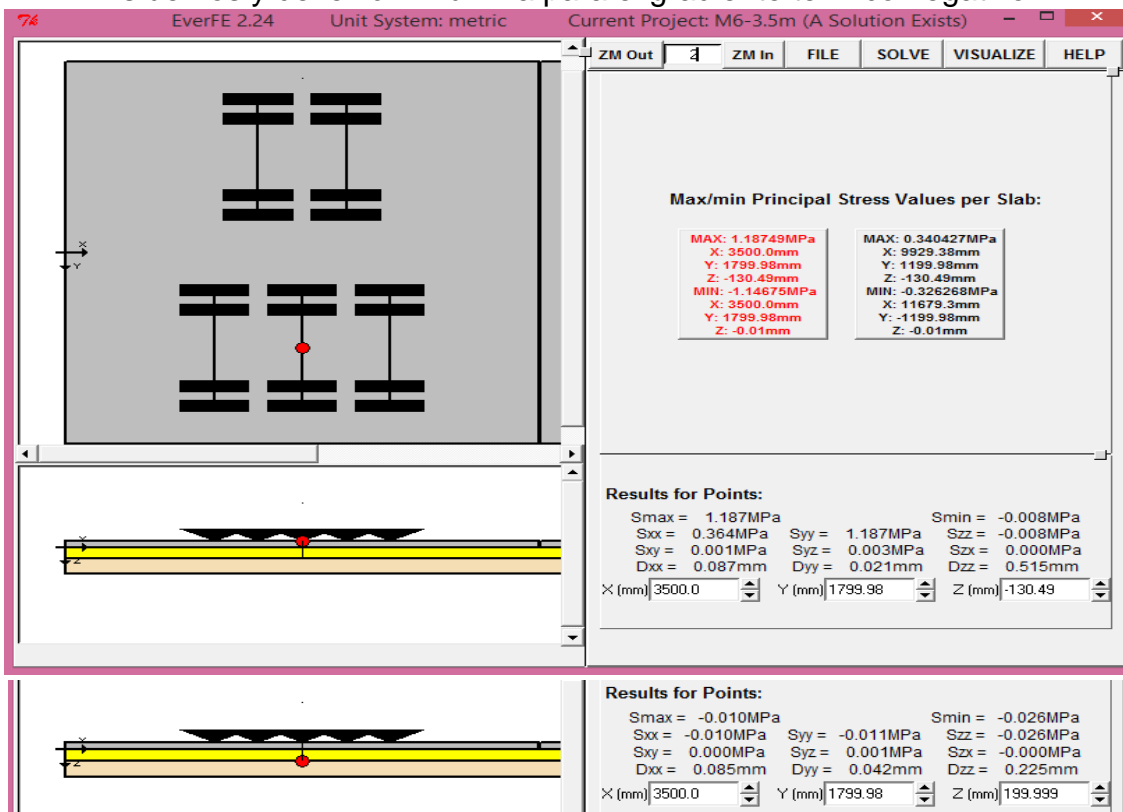 EverFE 2.24 Unit System: metric Current Project: M6-3.5m (A Solution Exists)
ZM Out 2 ZM In FILE SOLVE VISUALIZE HELP
X
Y
Max/min Principal Stress Values per Slab:
MAX: 1.18749MPa
X: 3500.0mm
Y: 1799.98mm
Z: -130.49mm
MIN: -1.14675MPa
X: 3500.0mm
Y: 1799.98mm
Z: -0.01mm
MAX: 0.340427MPa
X: 9929.38mm
Y: 1199.98mm
Z: -130.49mm
MIN: -0.326268MPa
X: 11679.3mm
Y: -1199.98mm
Z: -0.01mm
X
Z
Results for Points:
Smax = 1.187MPa Smin = -0.008MPa
Sxx = 0.364MPa Syy = 1.187MPa Szz = -0.008MPa
Sxy = 0.001MPa Syz = 0.003MPa Szx = 0.000MPa
Dxx = 0.087mm Dyy = 0.021mm Dzz = 0.515mm
X (mm) 3500.0 Y (mm) 1799.98 Z (mm) -130.49
X
Z
Results for Points:
Smax = -0.010MPa Smin = -0.026MPa
Sxx = -0.010MPa Syy = -0.011MPa Szz = -0.026MPa
Sxy = 0.000MPa Syz = 0.001MPa Szx = -0.000MPa
Dxx = 0.085mm Dyy = 0.042mm Dzz = 0.225mm
X (mm) 3500.0 Y (mm) 1799.98 Z (mm) 199.999